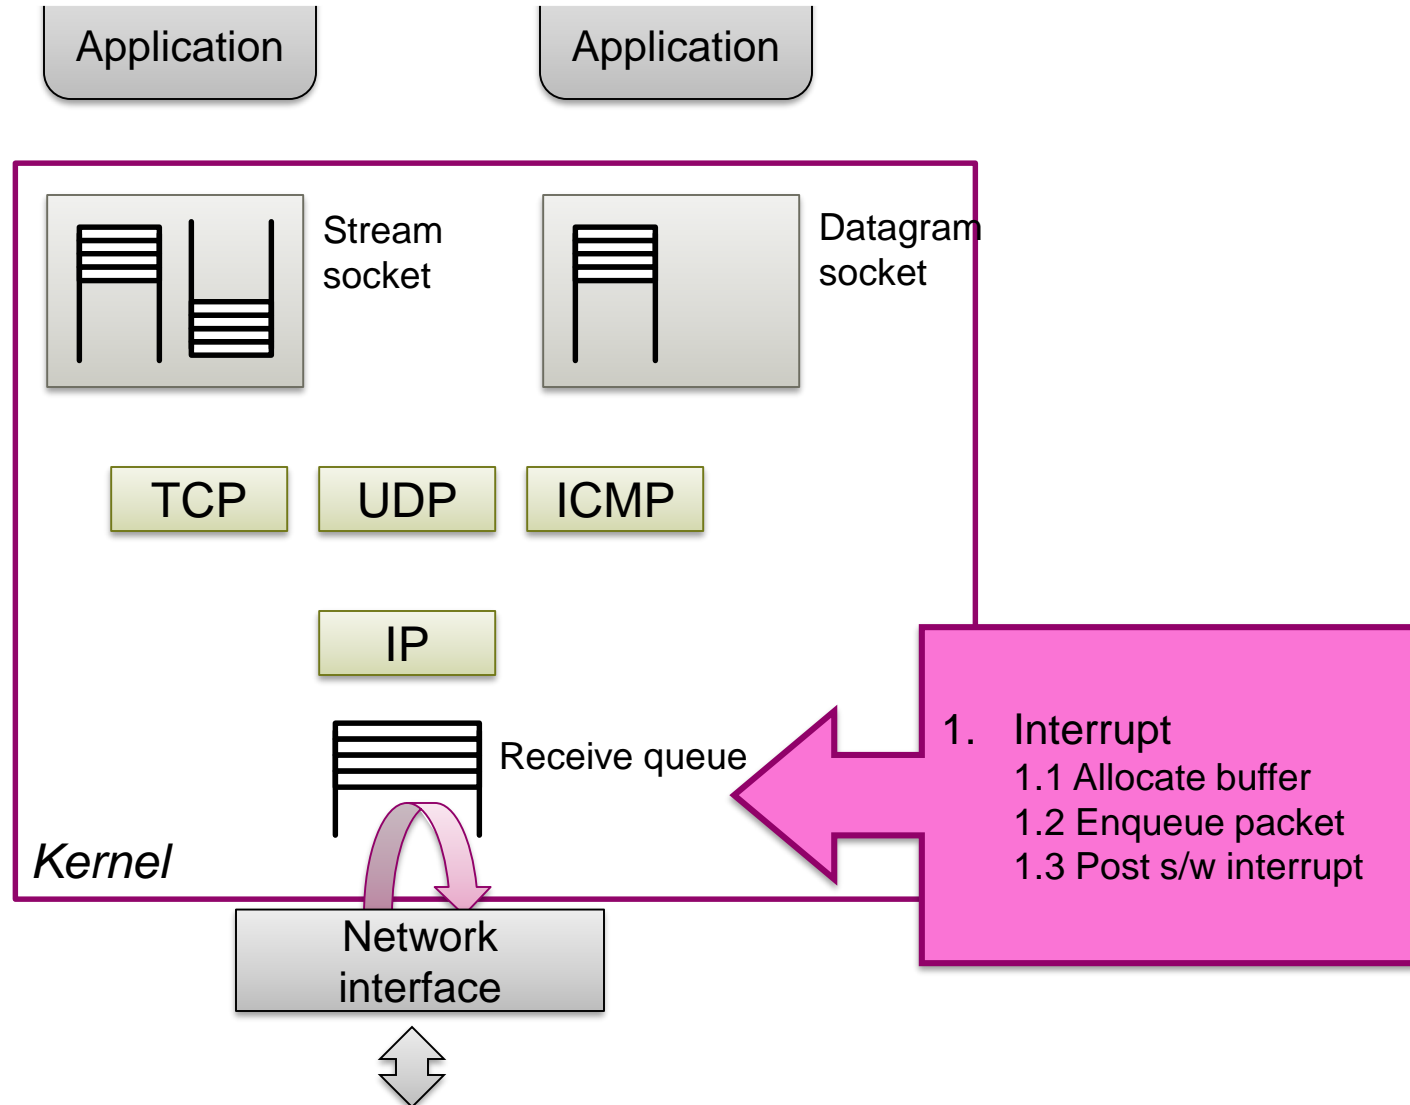 Application
Application
Stream
socket
Datagram
socket
TCP
UDP
ICMP
IP
Receive queue
1. Interrupt
1.1 Allocate buffer
1.2 Enqueue packet
1.3 Post s/w interrupt
Kernel
Network
interface